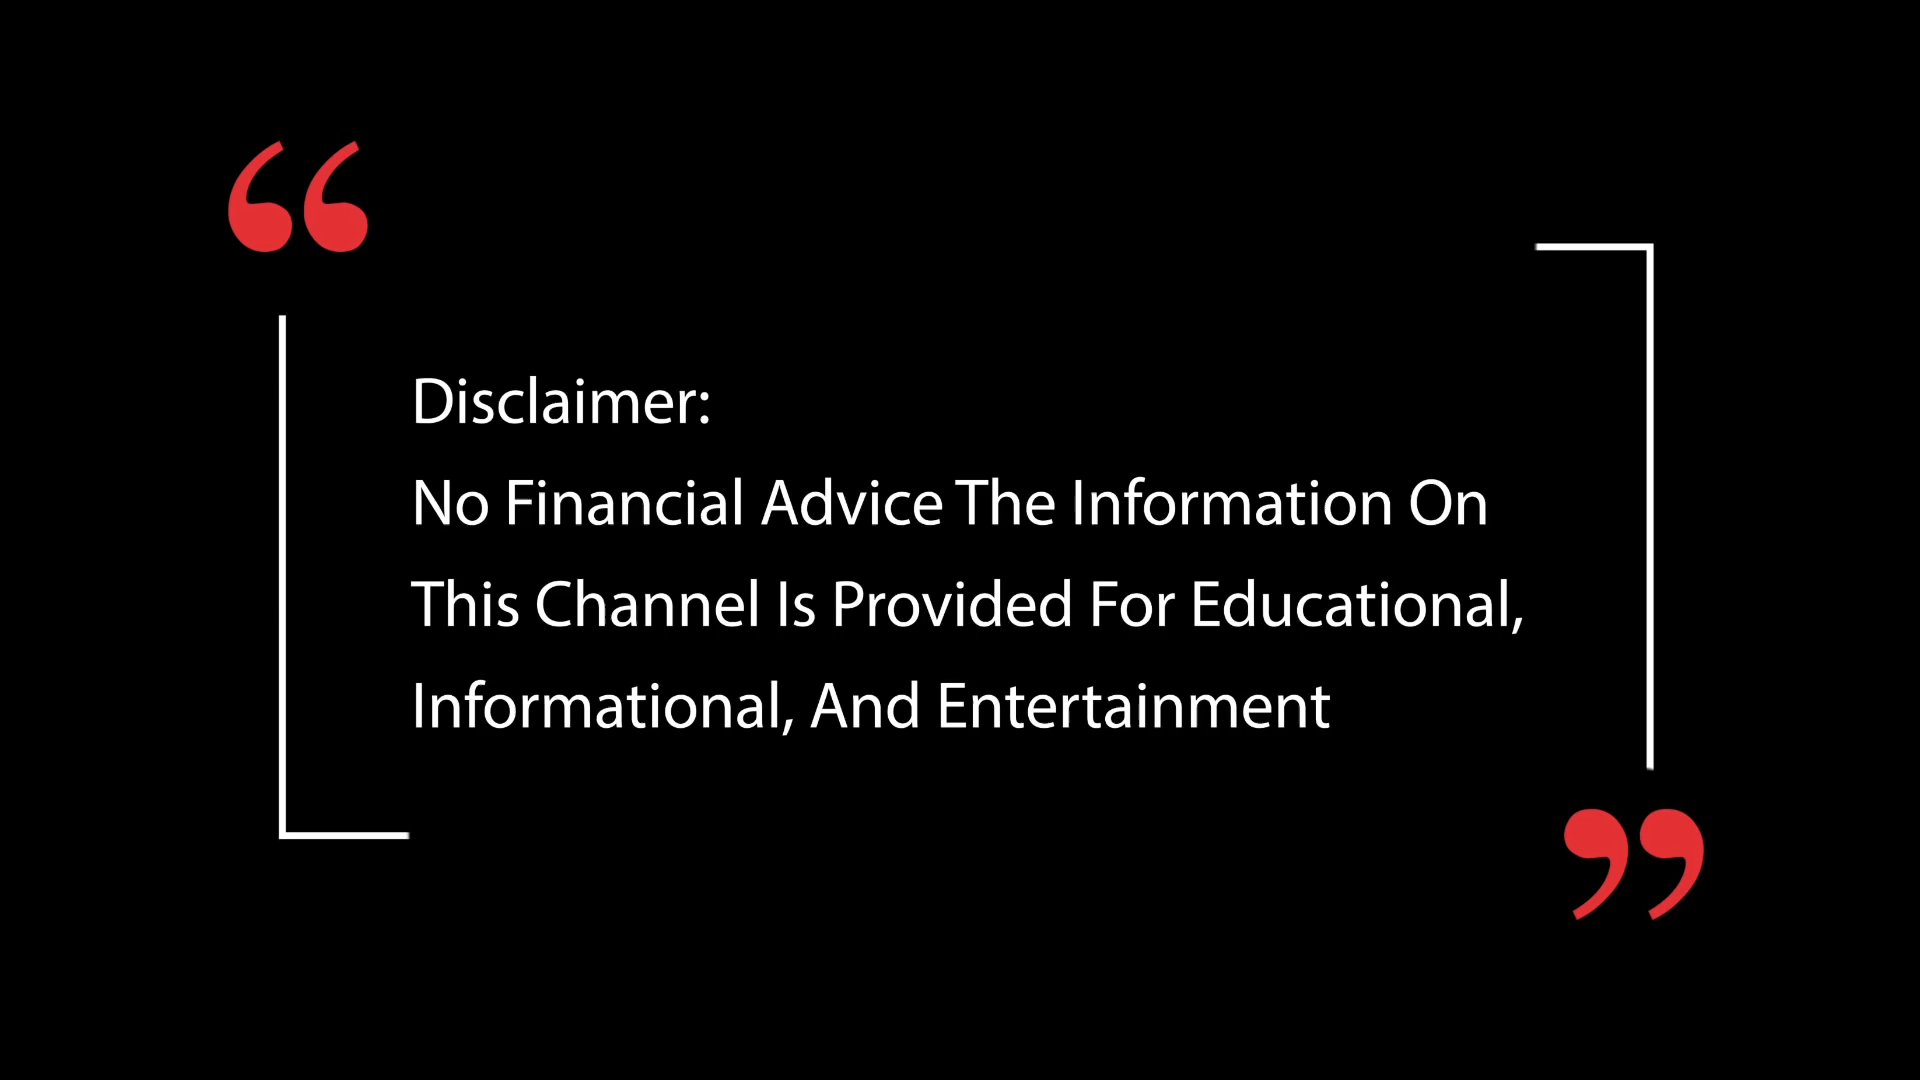 Disclaimer:
No Financial Advice The Information On
This Channel Is Provided For Educational,
Informational, And Entertainment